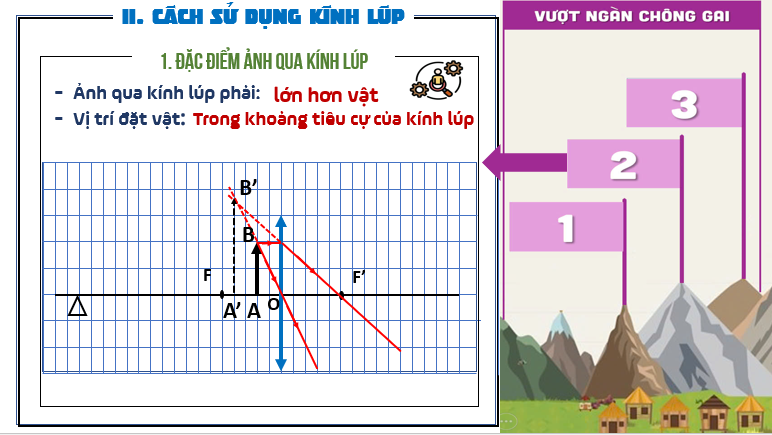 II. CÁCH SỬ DỤNG KÍNH LÚP
1. ĐẶC ĐIỂM ẢNH QUA KÍNH LÚP
- Ảnh qua kính lúp phải: lớn hơn vật
- Vị trí đặt vật: Trong khoảng tiêu cự của kính lúp
B’
B
F
F’
Δ
A’ A O
VƯỢT NGÀN CHÔNG GAI
3
2
1